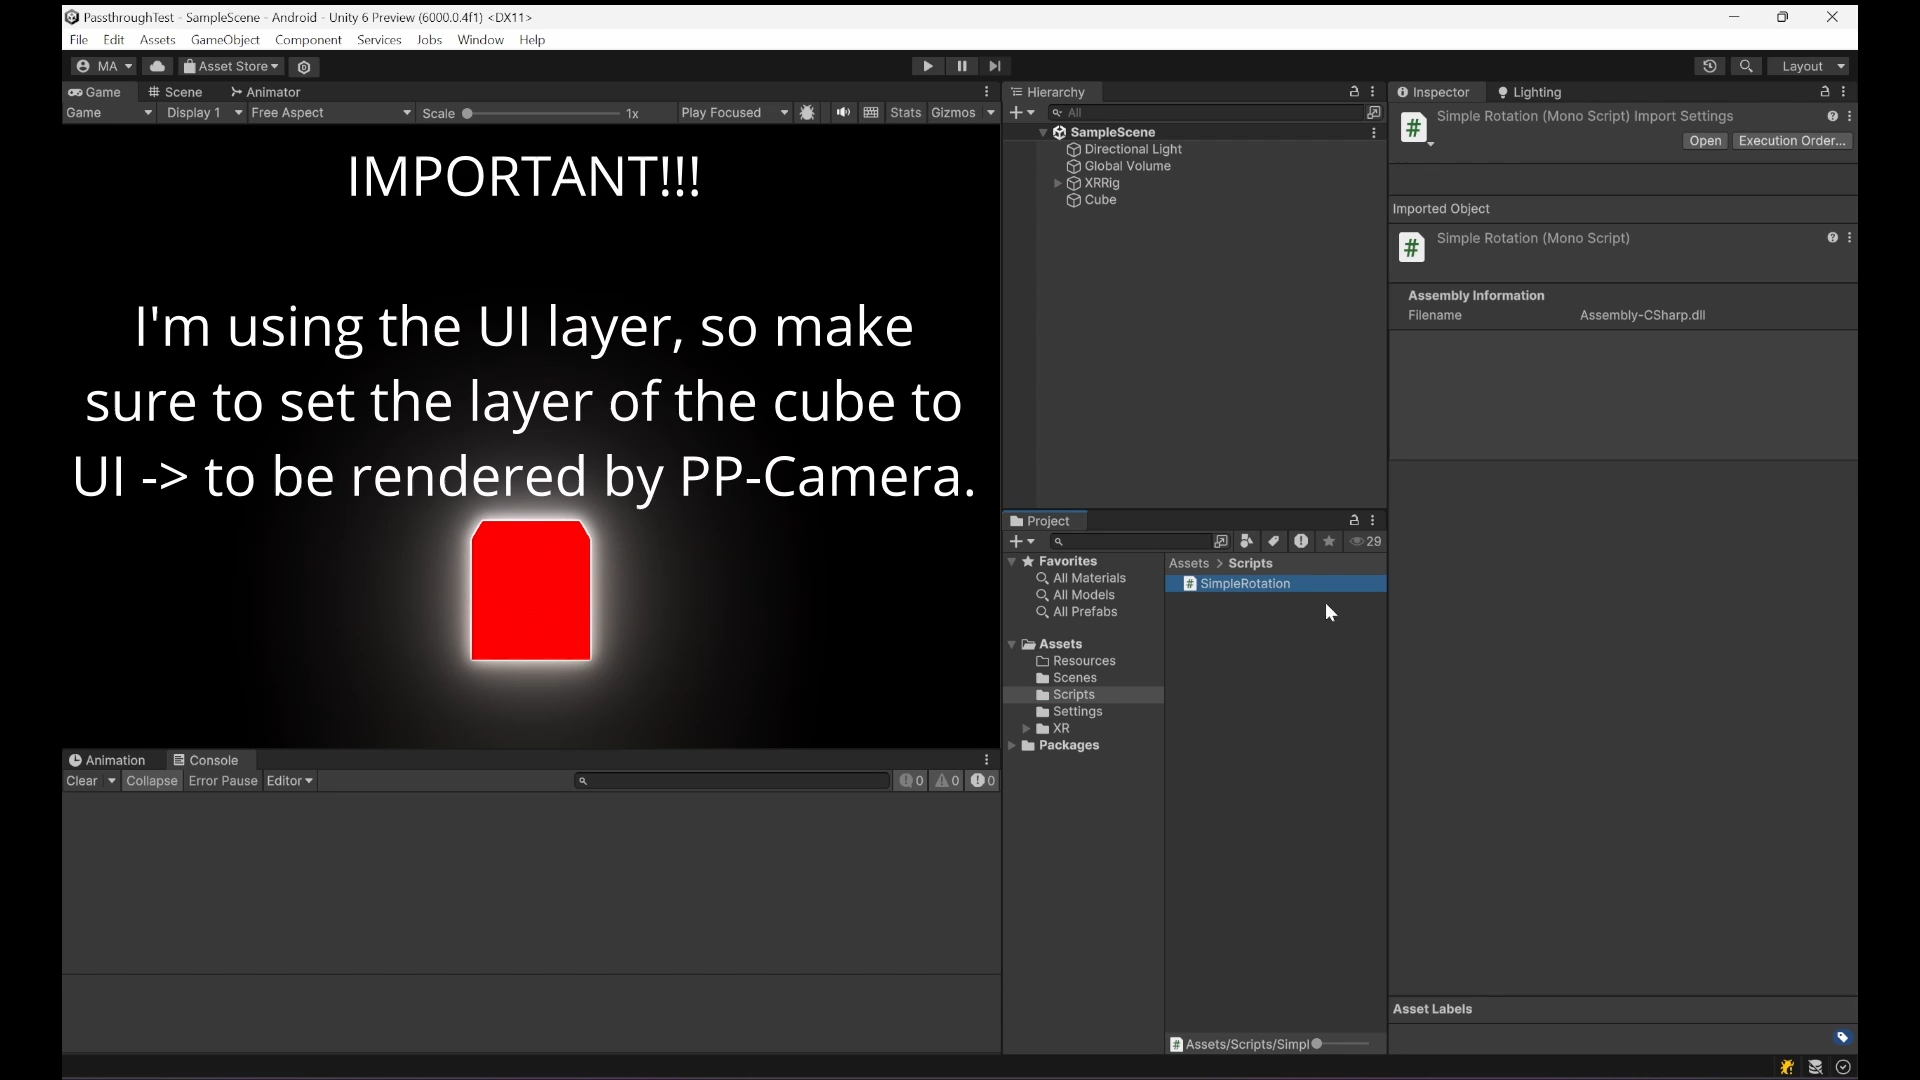 PassthroughTest - SampleScene - Android - Unity 6 Preview (6000.0.4f1) <DX11>
File Edit Assets GameObject Component Services Jobs Window Help
MA Asset Store Layout
Game Scene Animator
Game Display 1 Free Aspect Scale 1x Play Focused Stats Gizmos
IMPORTANT!!!
I'm using the UI layer, so make
sure to set the layer of the cube to
UI -> to be rendered by PP-Camera.
Animation Console
Clear Collapse Error Pause Editor 0 0 0
Hierarchy
All
SampleScene
Directional Light
Global Volume
XRRig
Cube
Project
29
Favorites
All Materials
All Models
All Prefabs
Assets
Resources
Scenes
Scripts
Settings
XR
Packages
Assets > Scripts
SimpleRotation
Assets/Scripts/Simpl
Inspector Lighting
Simple Rotation (Mono Script) Import Settings
Open Execution Order...
Imported Object
Simple Rotation (Mono Script)
Assembly Information
Filename Assembly-CSharp.dll
Asset Labels